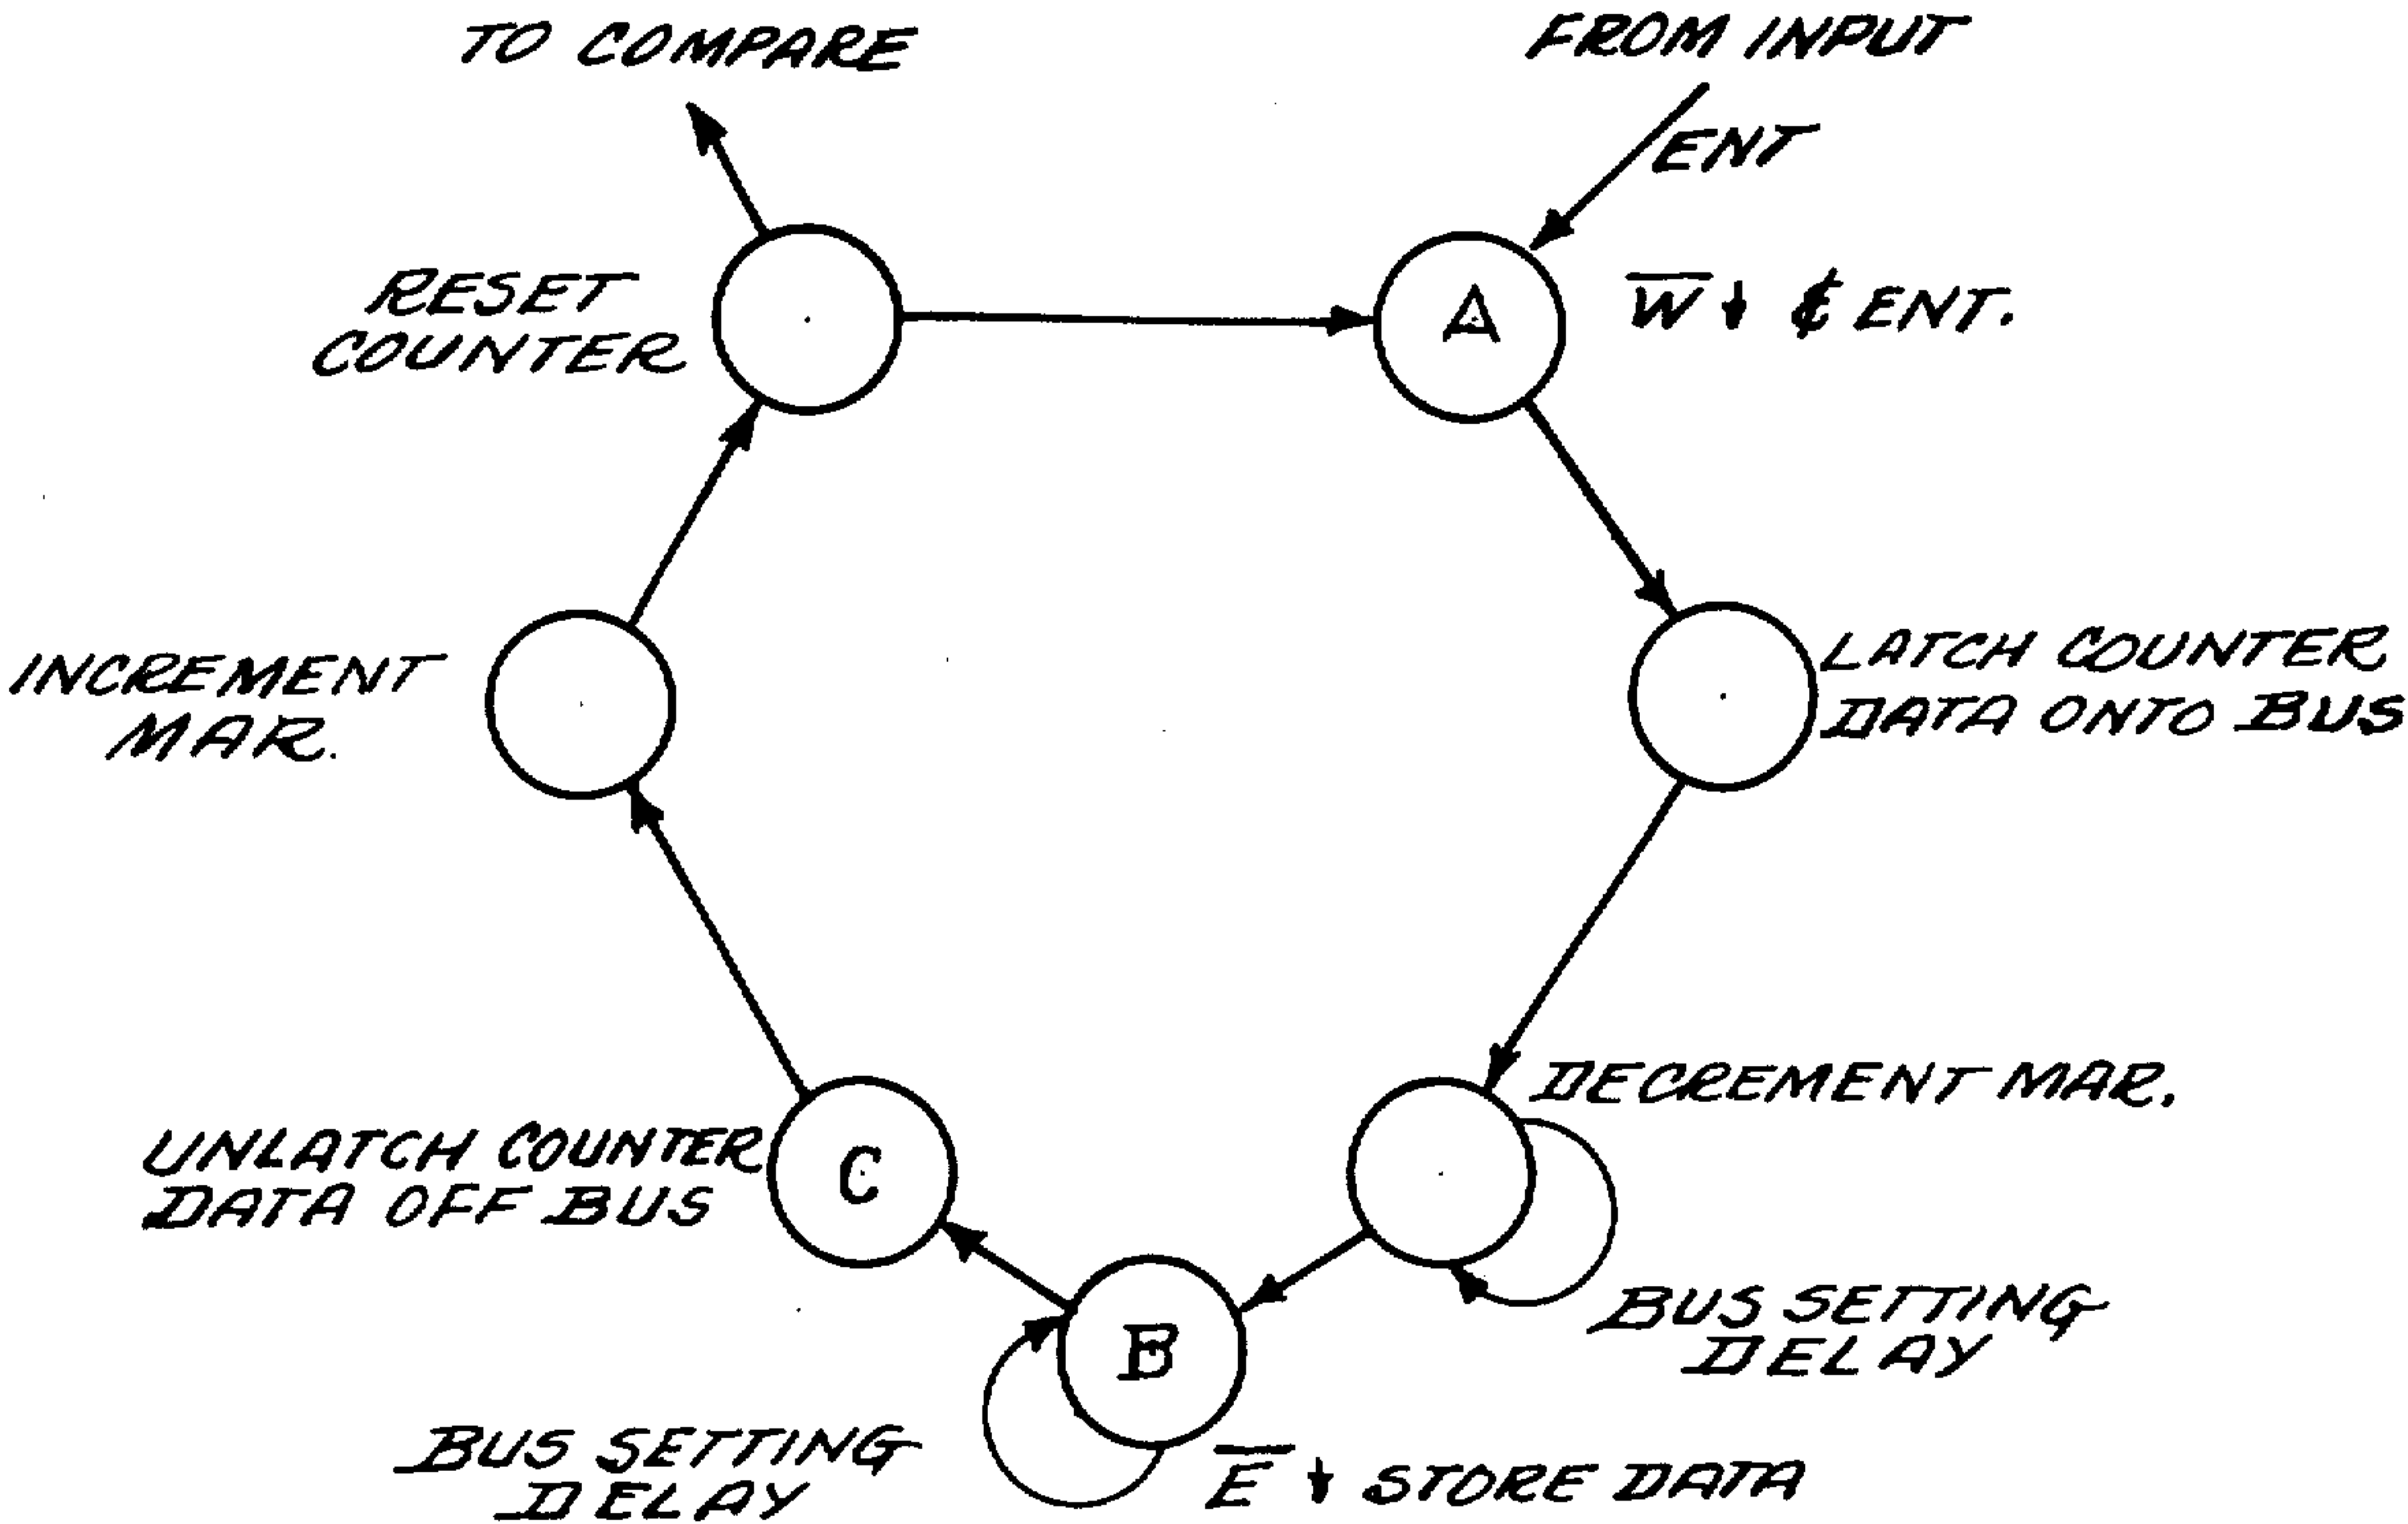 TO COMPARE
FROM INPUT
ENT
RESET
COUNTER
A
W̅ ↓ ¢ ENT.
INCREMENT
MAR.
LATCH COUNTER
DATA ONTO BUS
DECREMENT MAR.
UNLATCH COUNTER
DATA OFF BUS
C
B
BUS SETTING
DELAY
BUS SETTING
DELAY
E̅ ↓ STORE DATA